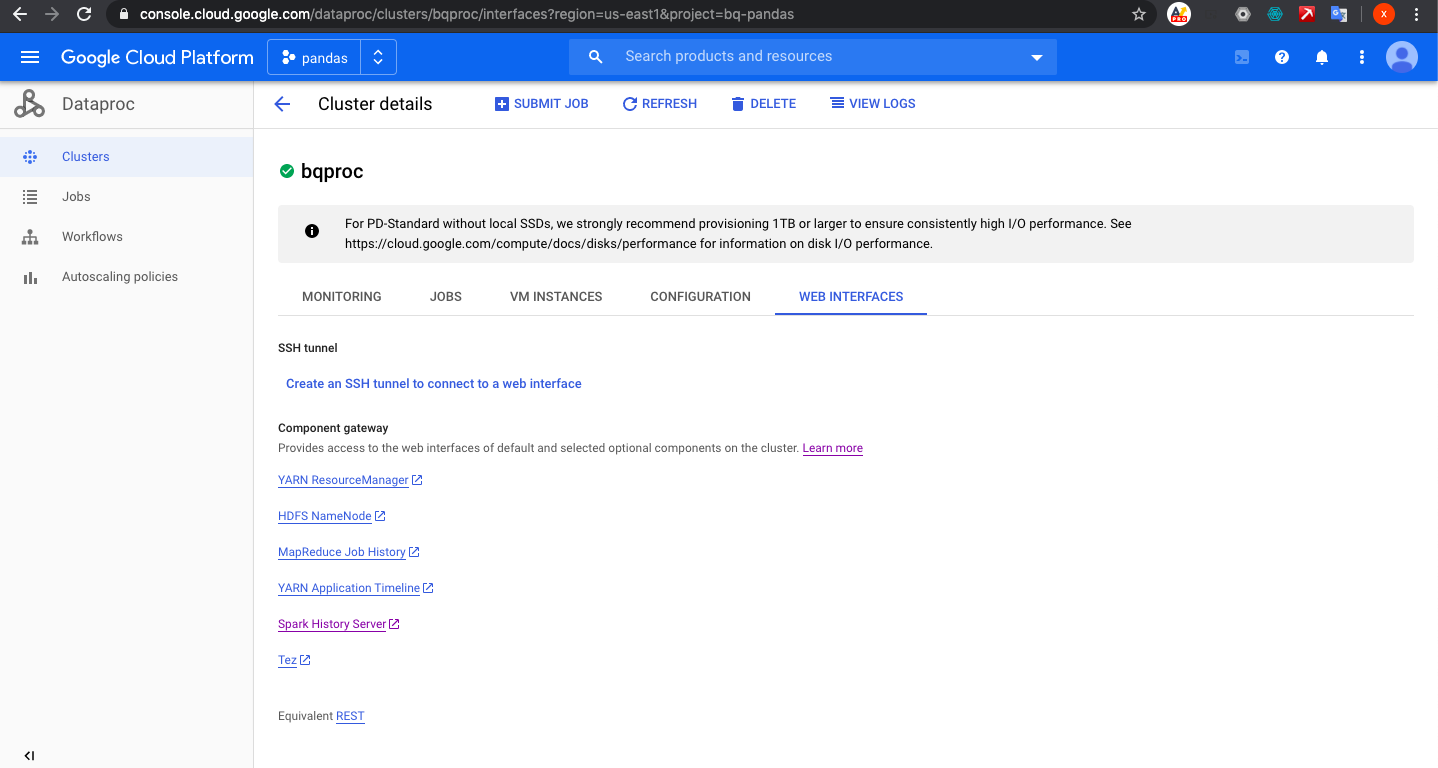 console.cloud.google.com/dataproc/clusters/bqproc/interfaces?region=us-east1&project=bq-pandas
PRO
X
Google Cloud Platform
pandas
Search products and resources
Dataproc
Cluster details
SUBMIT JOB
REFRESH
DELETE
VIEW LOGS
Clusters
Jobs
Workflows
Autoscaling policies
bqproc
For PD-Standard without local SSDs, we strongly recommend provisioning 1TB or larger to ensure consistently high I/O performance. See
https://cloud.google.com/compute/docs/disks/performance for information on disk I/O performance.
MONITORING
JOBS
VM INSTANCES
CONFIGURATION
WEB INTERFACES
SSH tunnel
Create an SSH tunnel to connect to a web interface
Component gateway
Provides access to the web interfaces of default and selected optional components on the cluster. Learn more
YARN ResourceManager
HDFS NameNode
MapReduce Job History
YARN Application Timeline
Spark History Server
Tez
Equivalent REST